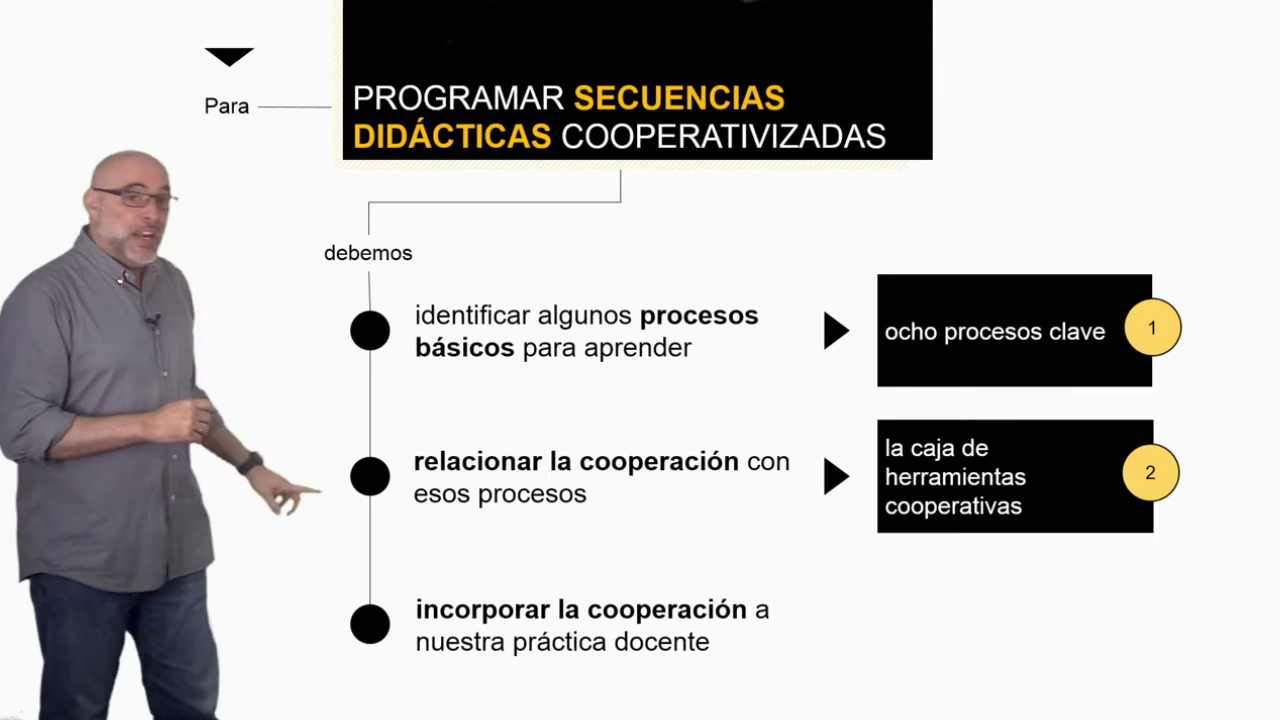 Para
PROGRAMAR SECUENCIAS
DIDÁCTICAS COOPERATIVIZADAS
debemos
identificar algunos procesos
básicos para aprender
ocho procesos clave
1
relacionar la cooperación con
esos procesos
la caja de
herramientas
cooperativas
2
incorporar la cooperación a
nuestra práctica docente